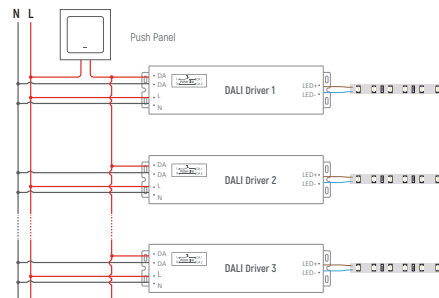 N L
Push Panel
DA
DA
L
N
DALI Driver 1
LED+
LED-
DA
DA
L
N
DALI Driver 2
LED+
LED-
DA
DA
L
N
DALI Driver 3
LED+
LED-